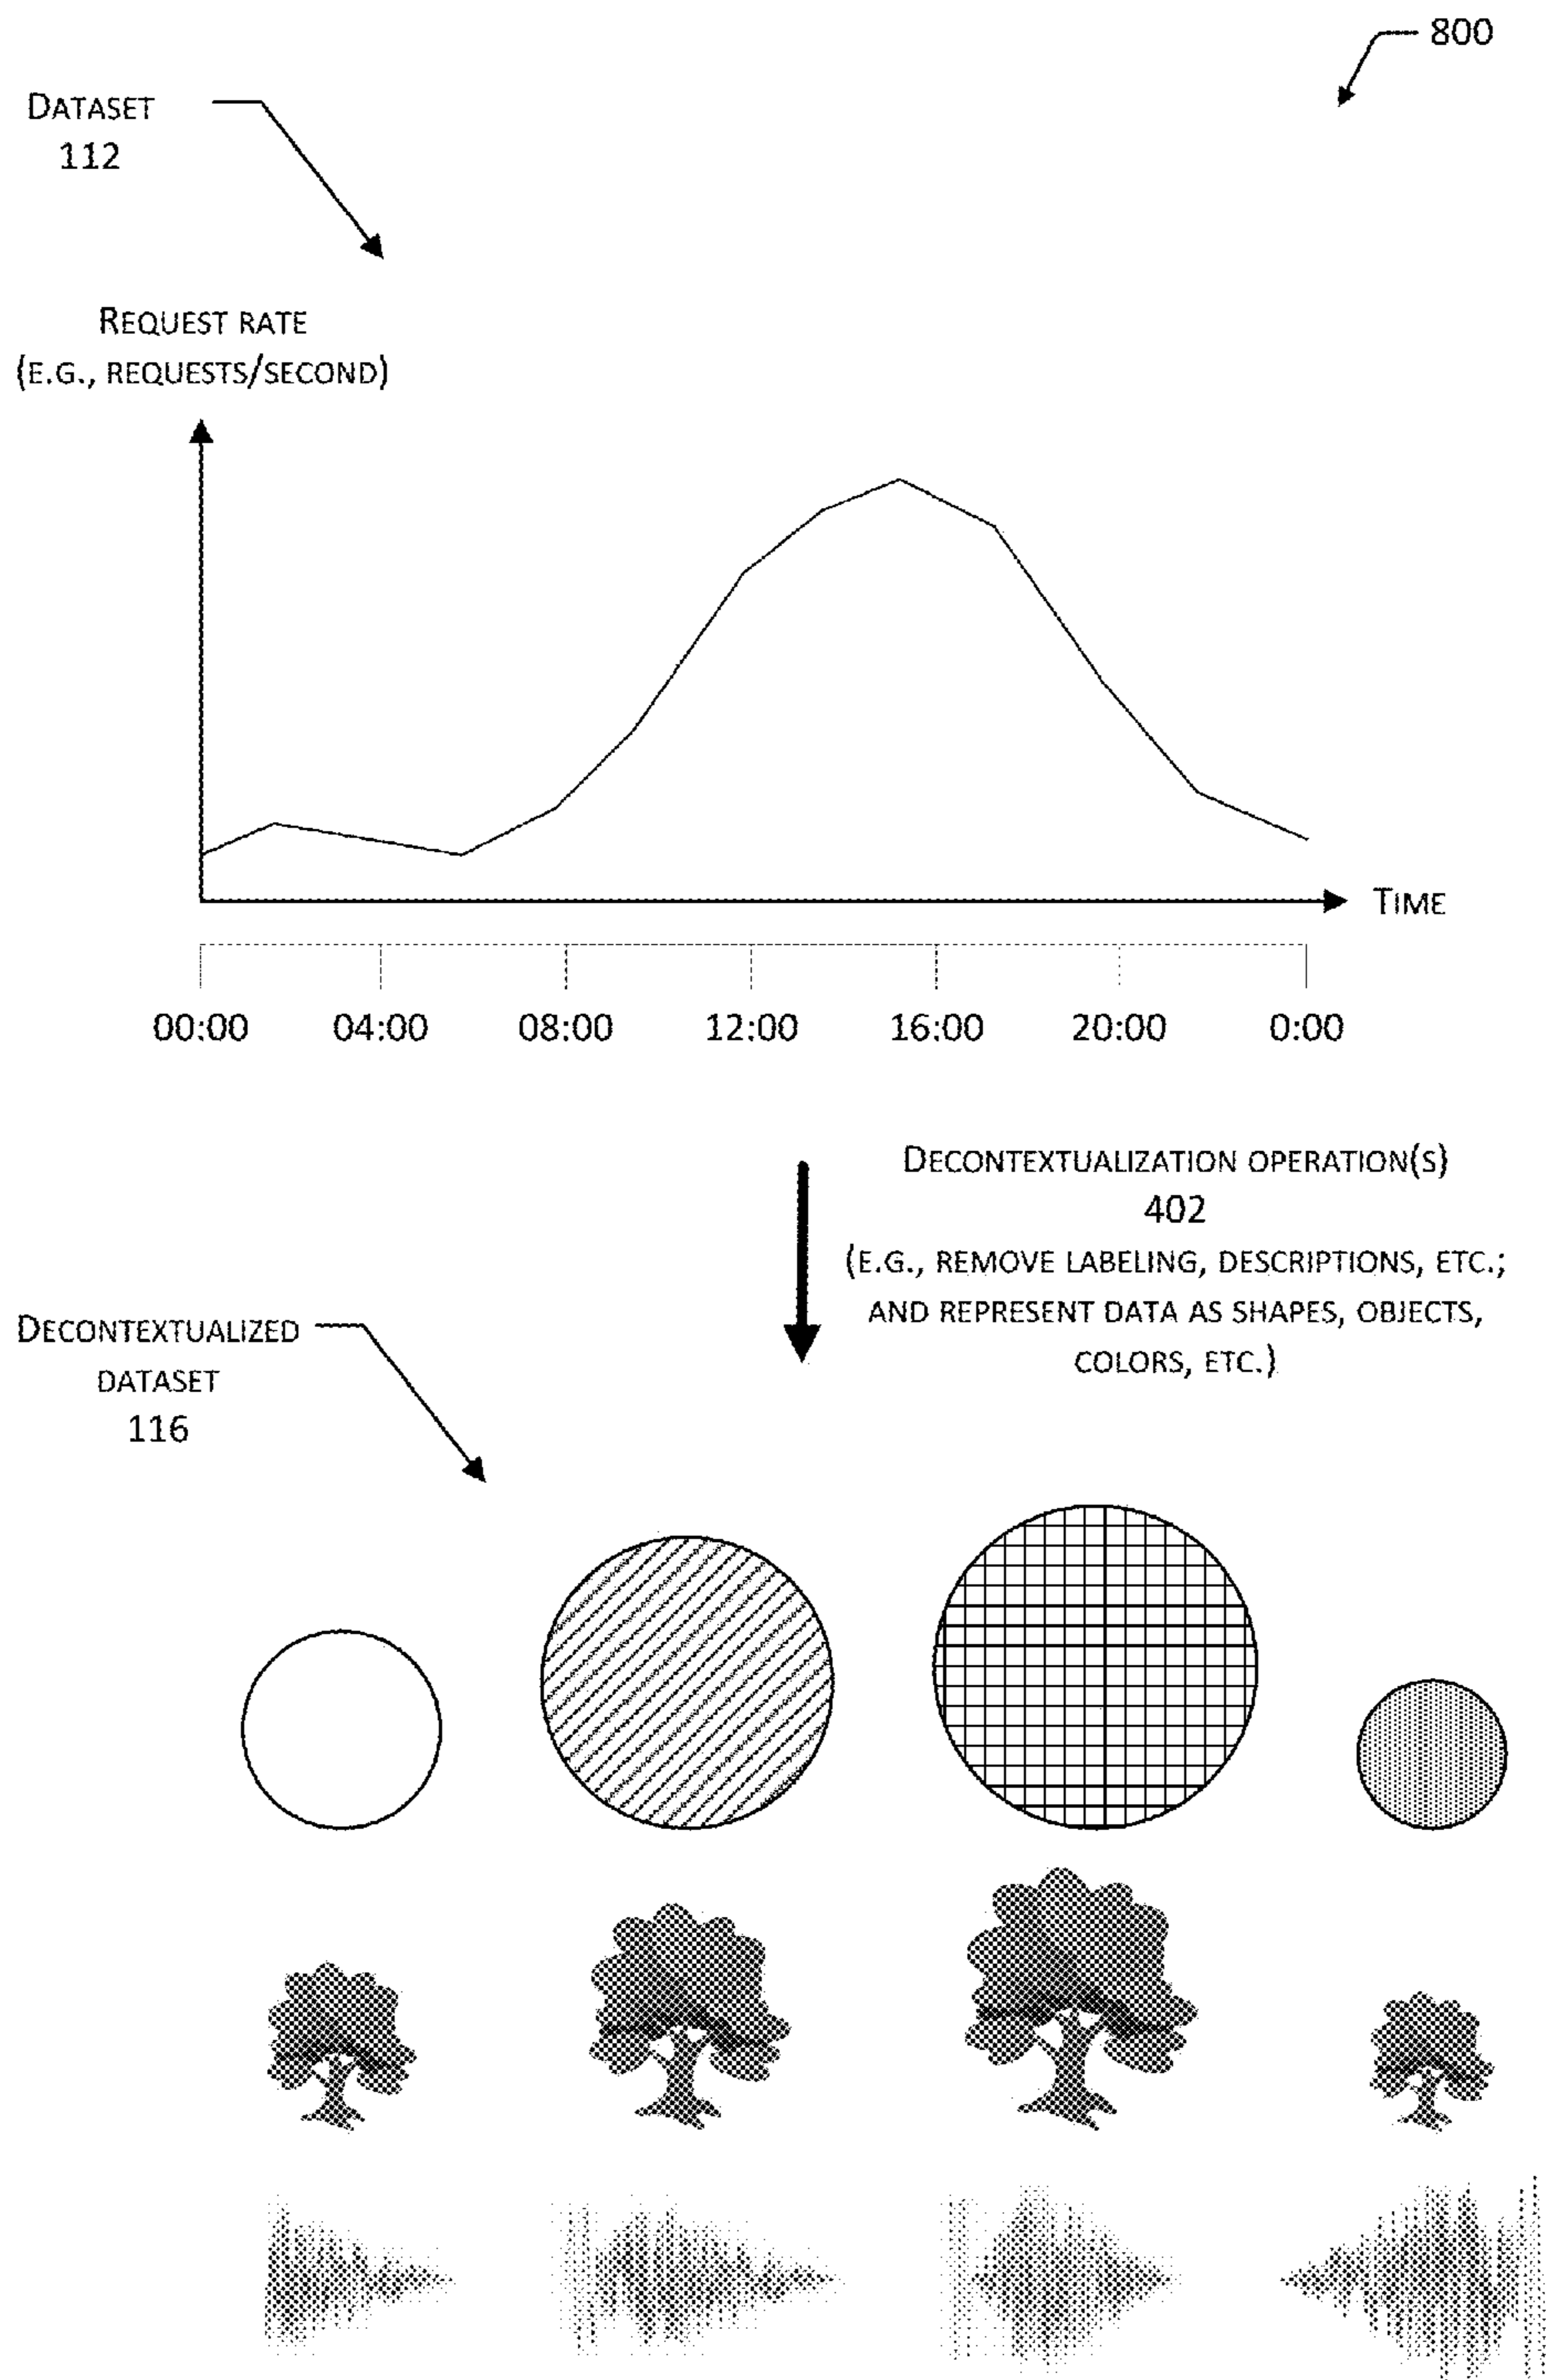 800
DATASET
112
REQUEST RATE
(E.G., REQUESTS/SECOND)
TIME
00:00 04:00 08:00 12:00 16:00 20:00 0:00
DECONTEXTUALIZATION OPERATION(S)
402
(E.G., REMOVE LABELING, DESCRIPTIONS, ETC.;
AND REPRESENT DATA AS SHAPES, OBJECTS,
COLORS, ETC.)
DECONTEXTUALIZED
DATASET
116